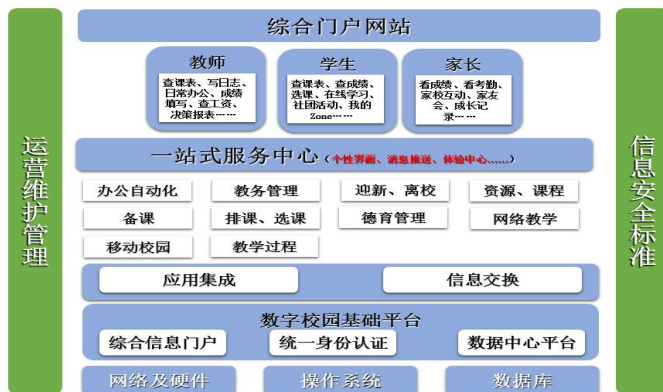 综合门户网站
教师
查课表、写日志、
日常办公、成绩
填写、查工资、
决策报表……
学生
查课表、查成绩、
选课、在线学习、
社团活动、我的
Zone……
家长
看成绩、看考勤、
家校互动、家友
会、成长记
录……
运营维护管理
信息安全标准
一站式服务中心（个性界面、消息推送、体验中心……）
办公自动化
教务管理
迎新、离校
资源、课程
备课
排课、选课
德育管理
网络教学
移动校园
教学过程
应用集成
信息交换
数字校园基础平台
综合信息门户
统一身份认证
数据中心平台
网络及硬件
操作系统
数据库